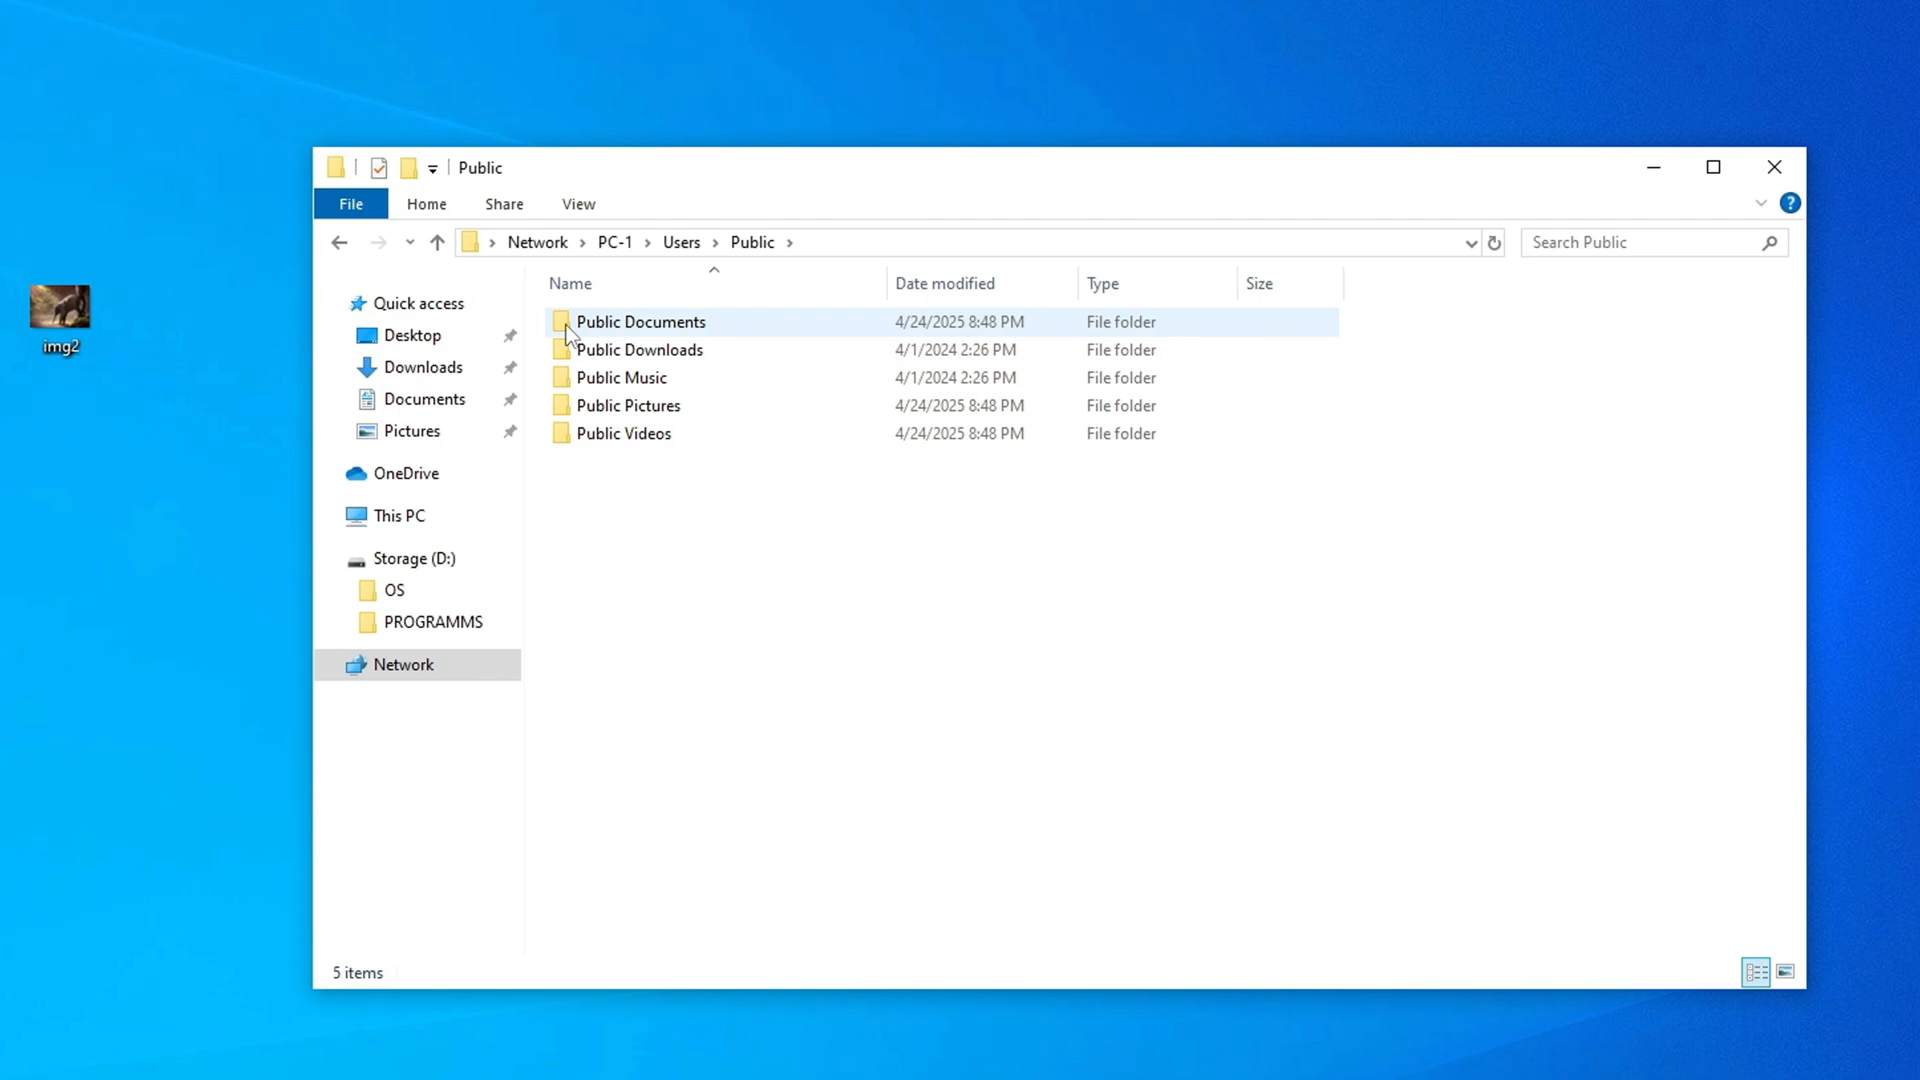 Public
File Home Share View ?
Network PC-1 Users Public Search Public
Name Date modified Type Size
Quick access
Desktop
Downloads
Documents
Pictures
OneDrive
This PC
Storage (D:)
OS
PROGRAMMS
Network
Public Documents 4/24/2025 8:48 PM File folder
Public Downloads 4/1/2024 2:26 PM File folder
Public Music 4/1/2024 2:26 PM File folder
Public Pictures 4/24/2025 8:48 PM File folder
Public Videos 4/24/2025 8:48 PM File folder
5 items
img2